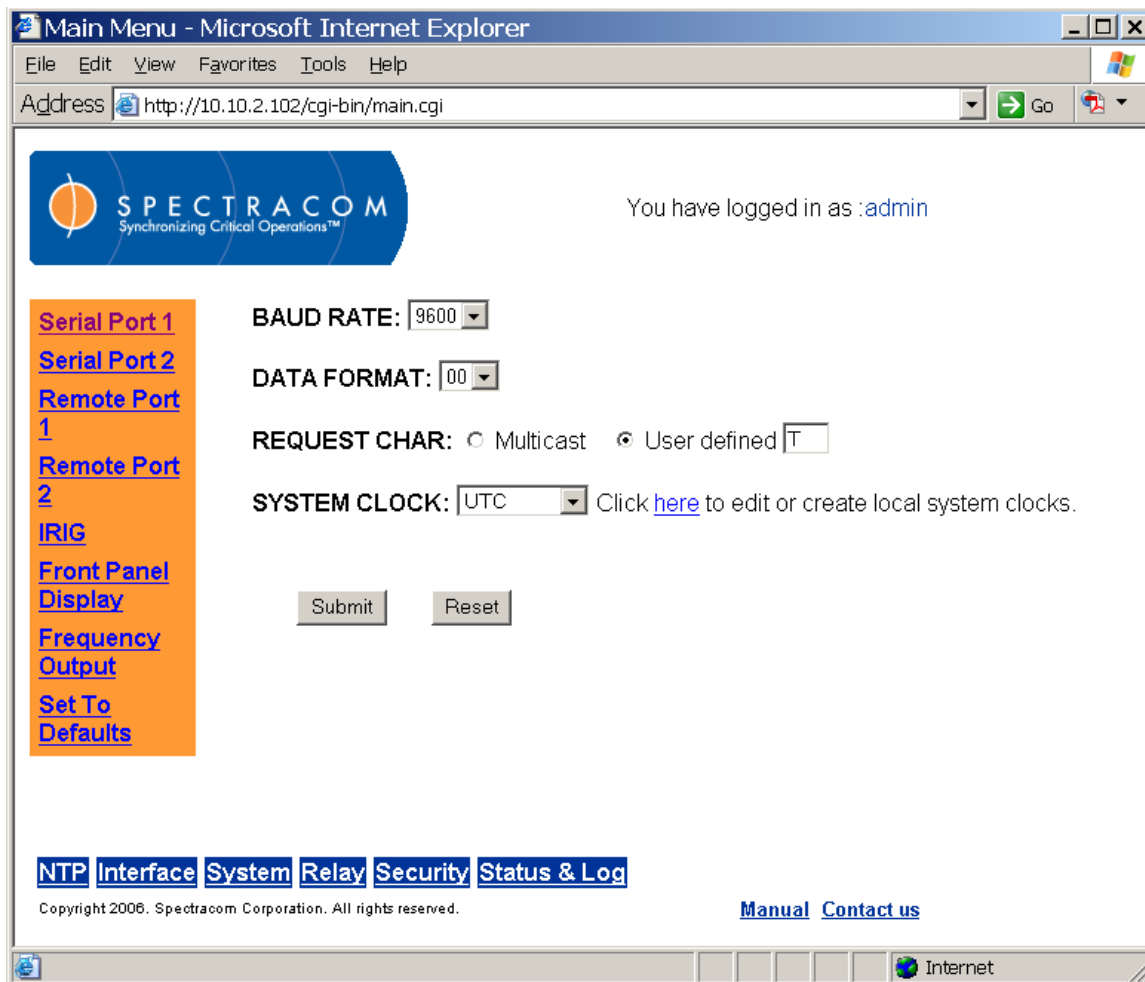 Main Menu - Microsoft Internet Explorer
File Edit View Favorites Tools Help
Address http://10.10.2.102/cgi-bin/main.cgi Go
SPECTRACOM
Synchronizing Critical Operations™
You have logged in as :admin
Serial Port 1
Serial Port 2
Remote Port
1
Remote Port
2
IRIG
Front Panel
Display
Frequency
Output
Set To
Defaults
BAUD RATE: 9600
DATA FORMAT: 00
REQUEST CHAR: Multicast User defined T
SYSTEM CLOCK: UTC Click here to edit or create local system clocks.
Submit Reset
NTP Interface System Relay Security Status & Log
Copyright 2006. Spectracom Corporation. All rights reserved.
Manual Contact us
Internet